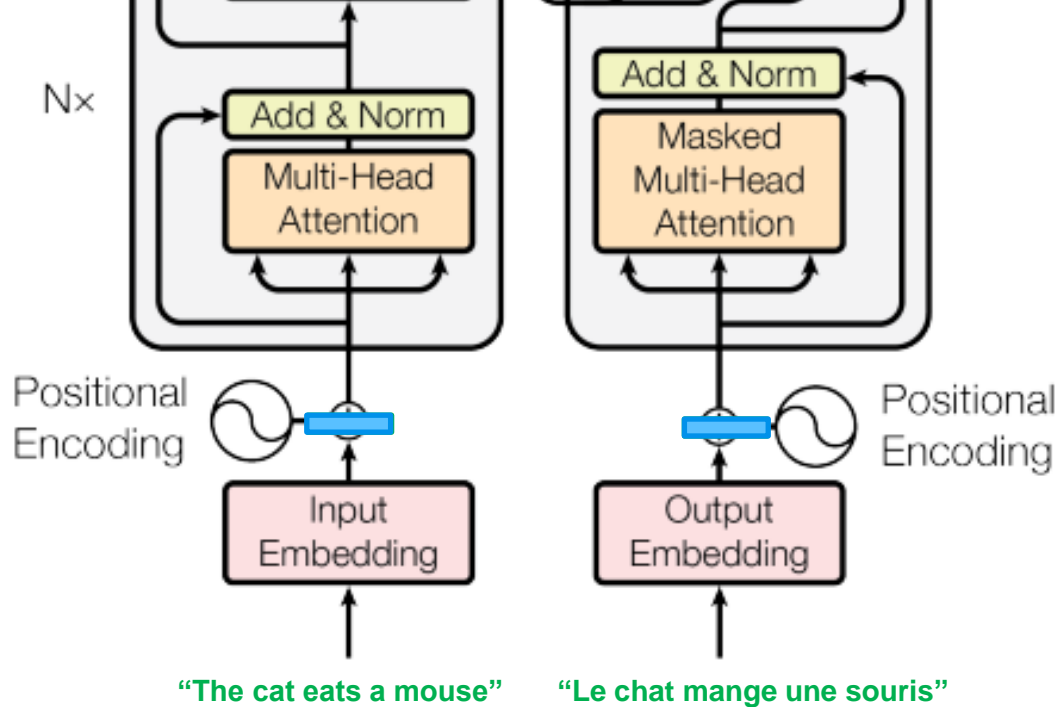 N×
Add & Norm
Multi-Head
Attention
Add & Norm
Masked
Multi-Head
Attention
Positional
Encoding
Positional
Encoding
Input
Embedding
Output
Embedding
“The cat eats a mouse”
“Le chat mange une souris”